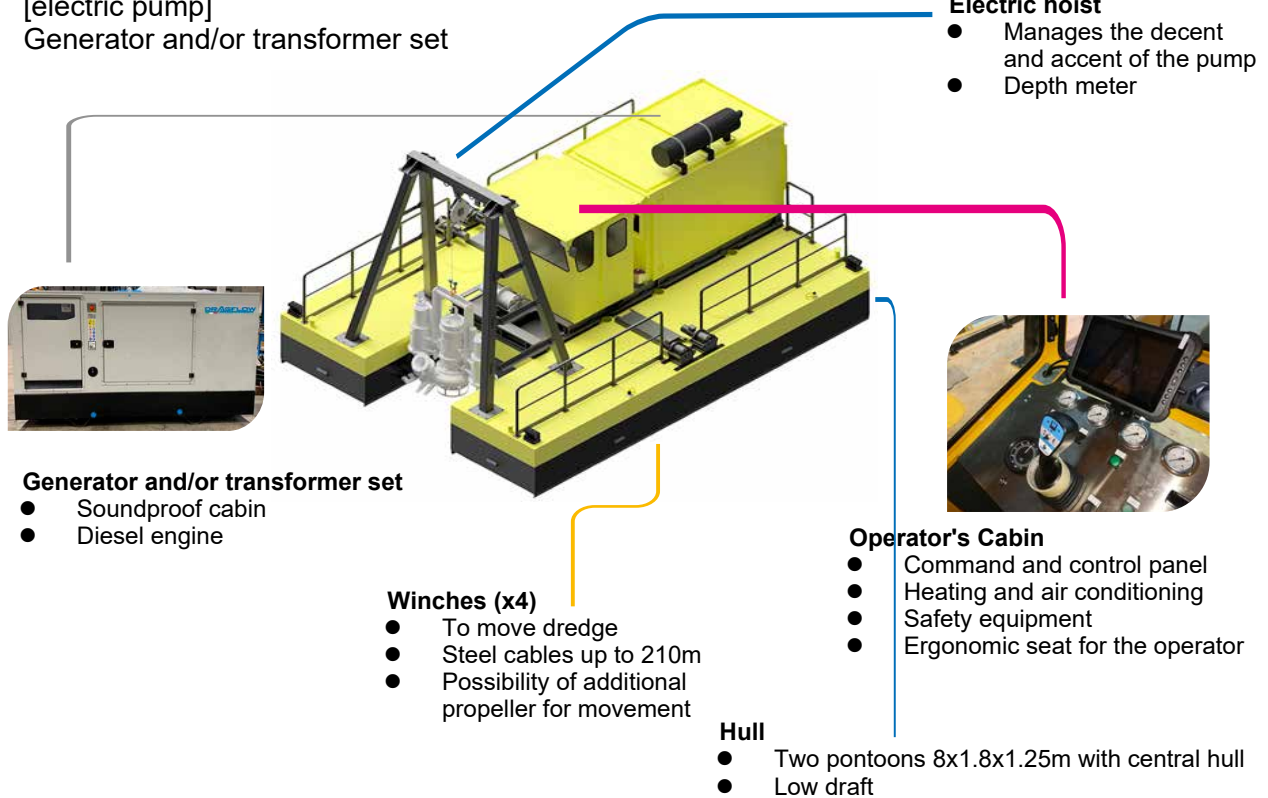 [electric pump]
Generator and/or transformer set
Electric hoist
● Manages the decent
and accent of the pump
● Depth meter
DRAGFLOW
Generator and/or transformer set
● Soundproof cabin
● Diesel engine
Winches (x4)
● To move dredge
● Steel cables up to 210m
● Possibility of additional
propeller for movement
Operator's Cabin
● Command and control panel
● Heating and air conditioning
● Safety equipment
● Ergonomic seat for the operator
Hull
● Two pontoons 8x1.8x1.25m with central hull
● Low draft